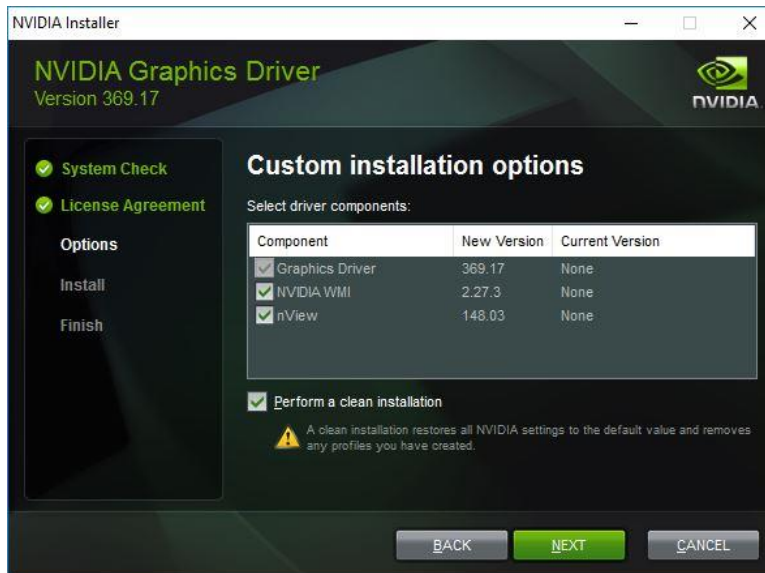 NVIDIA Installer
NVIDIA Graphics Driver
Version 369.17
NVIDIA.
System Check
License Agreement
Options
Install
Finish
Custom installation options
Select driver components:
Component New Version Current Version
Graphics Driver 369.17 None
NVIDIA WMI 2.27.3 None
nView 148.03 None
Perform a clean installation
A clean installation restores all NVIDIA settings to the default value and removes
any profiles you have created.
BACK NEXT CANCEL